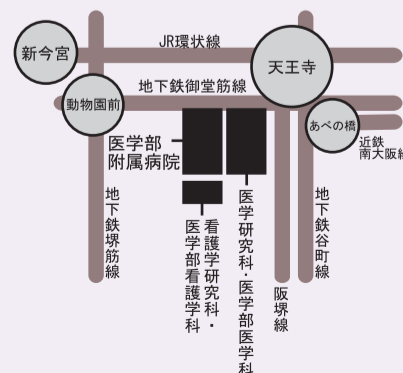 JR環状線
新今宮
天王寺
地下鉄御堂筋線
動物園前
あべの橋
医学部
附属病院
近鉄
南大阪線
地下鉄堺筋線
看護学研究科・
医学部看護学科
医学研究科・医学部医学科
阪堺線
地下鉄谷町線